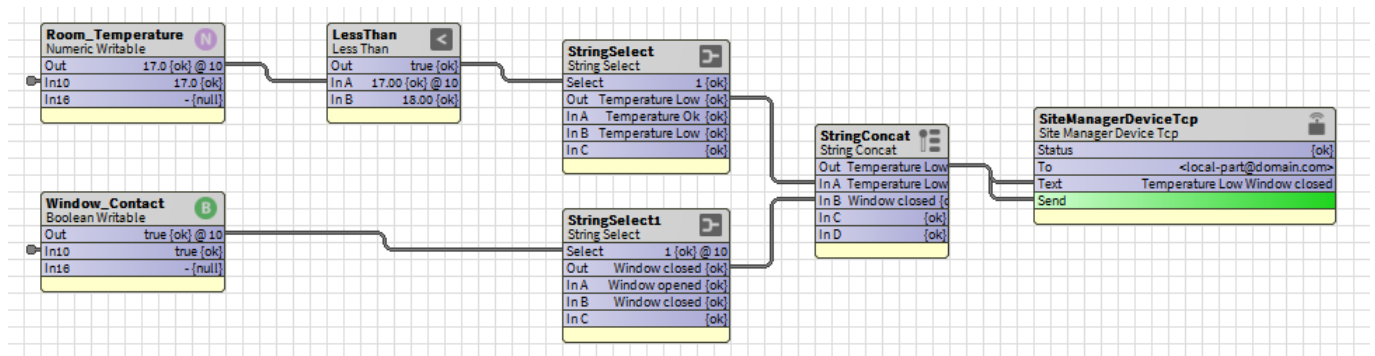 Room_Temperature N
Numeric Writable
Out 17.0 {ok} @ 10
In10 17.0 {ok}
In16 - {null}
LessThan <
Less Than
Out true {ok}
In A 17.00 {ok} @ 10
In B 18.00 {ok}
StringSelect
String Select
Select 1 {ok}
Out Temperature Low {ok}
In A Temperature Ok {ok}
In B Temperature Low {ok}
In C {ok}
Window_Contact B
Boolean Writable
Out true {ok} @ 10
In10 true {ok}
In16 - {null}
StringSelect1
String Select
Select 1 {ok} @ 10
Out Window closed {ok}
In A Window opened {ok}
In B Window closed {ok}
In C {ok}
StringConcat
String Concat
Out Temperature Low
In A Temperature Low
In B Window closed {o
In C {ok}
In D {ok}
SiteManagerDeviceTcp
Site Manager Device Tcp
Status {ok}
To <local-part@domain.com>
Text Temperature Low Window closed
Send